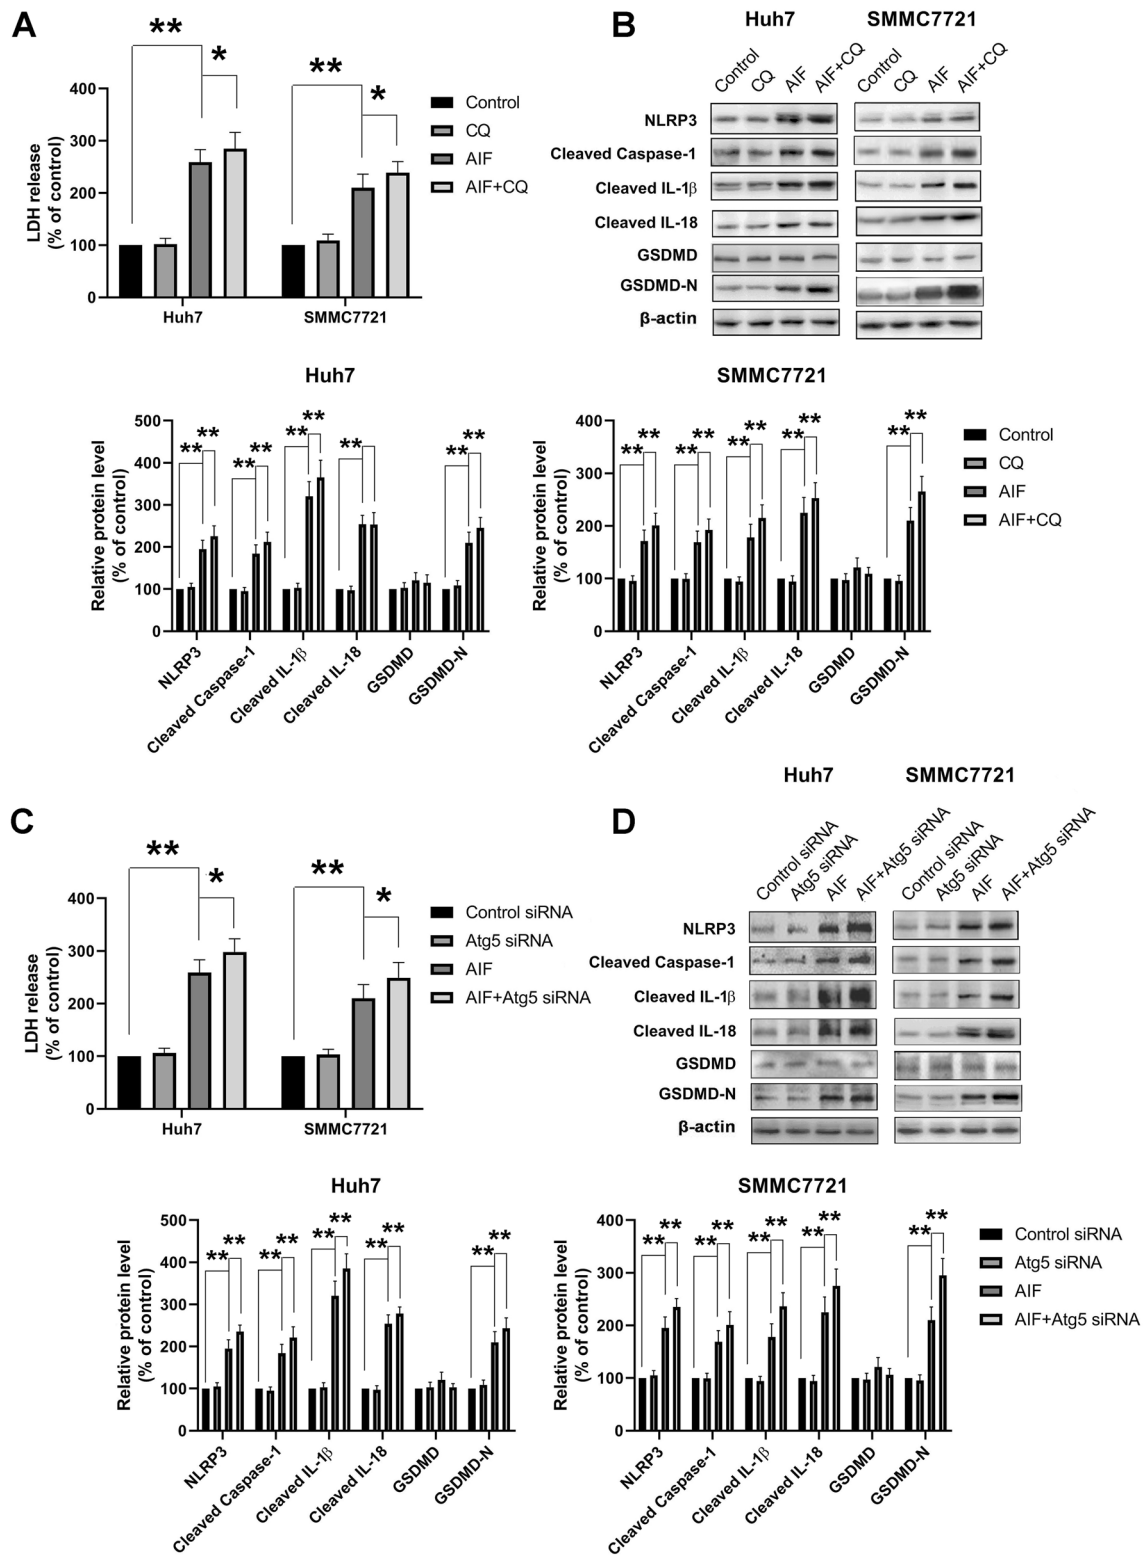 A
** *
** *
LDH release
(% of control)
400
300
200
100
0
Huh7 SMMC7721
Control
CQ
AIF
AIF+CQ
B
Huh7 SMMC7721
Control CQ AIF AIF+CQ Control CQ AIF AIF+CQ
NLRP3
Cleaved Caspase-1
Cleaved IL-1β
Cleaved IL-18
GSDMD
GSDMD-N
β-actin
Huh7
Relative protein level
(% of control)
500
400
300
200
100
0
** ** ** ** ** ** ** ** **
NLRP3 Cleaved Caspase-1 Cleaved IL-1β Cleaved IL-18 GSDMD GSDMD-N
SMMC7721
Relative protein level
(% of control)
400
300
200
100
0
** ** ** ** ** ** ** ** ** **
NLRP3 Cleaved Caspase-1 Cleaved IL-1β Cleaved IL-18 GSDMD GSDMD-N
Control
CQ
AIF
AIF+CQ
C
** *
** *
LDH release
(% of control)
400
300
200
100
0
Huh7 SMMC7721
Control siRNA
Atg5 siRNA
AIF
AIF+Atg5 siRNA
D
Huh7 SMMC7721
Control siRNA Atg5 siRNA AIF AIF+Atg5 siRNA Control siRNA Atg5 siRNA AIF AIF+Atg5 siRNA
NLRP3
Cleaved Caspase-1
Cleaved IL-1β
Cleaved IL-18
GSDMD
GSDMD-N
β-actin
Huh7
Relative protein level
(% of control)
500
400
300
200
100
0
** ** ** ** ** ** ** ** ** **
NLRP3 Cleaved Caspase-1 Cleaved IL-1β Cleaved IL-18 GSDMD GSDMD-N
SMMC7721
Relative protein level
(% of control)
400
300
200
100
0
** ** ** ** ** ** ** ** ** **
NLRP3 Cleaved Caspase-1 Cleaved IL-1β Cleaved IL-18 GSDMD GSDMD-N
Control siRNA
Atg5 siRNA
AIF
AIF+Atg5 siRNA